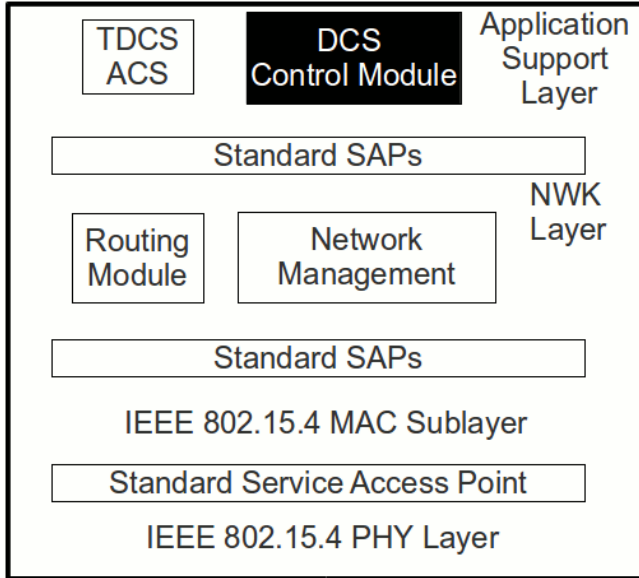 TDCS
ACS
DCS
Control Module
Application
Support
Layer
Standard SAPs
NWK
Layer
Routing
Module
Network
Management
Standard SAPs
IEEE 802.15.4 MAC Sublayer
Standard Service Access Point
IEEE 802.15.4 PHY Layer